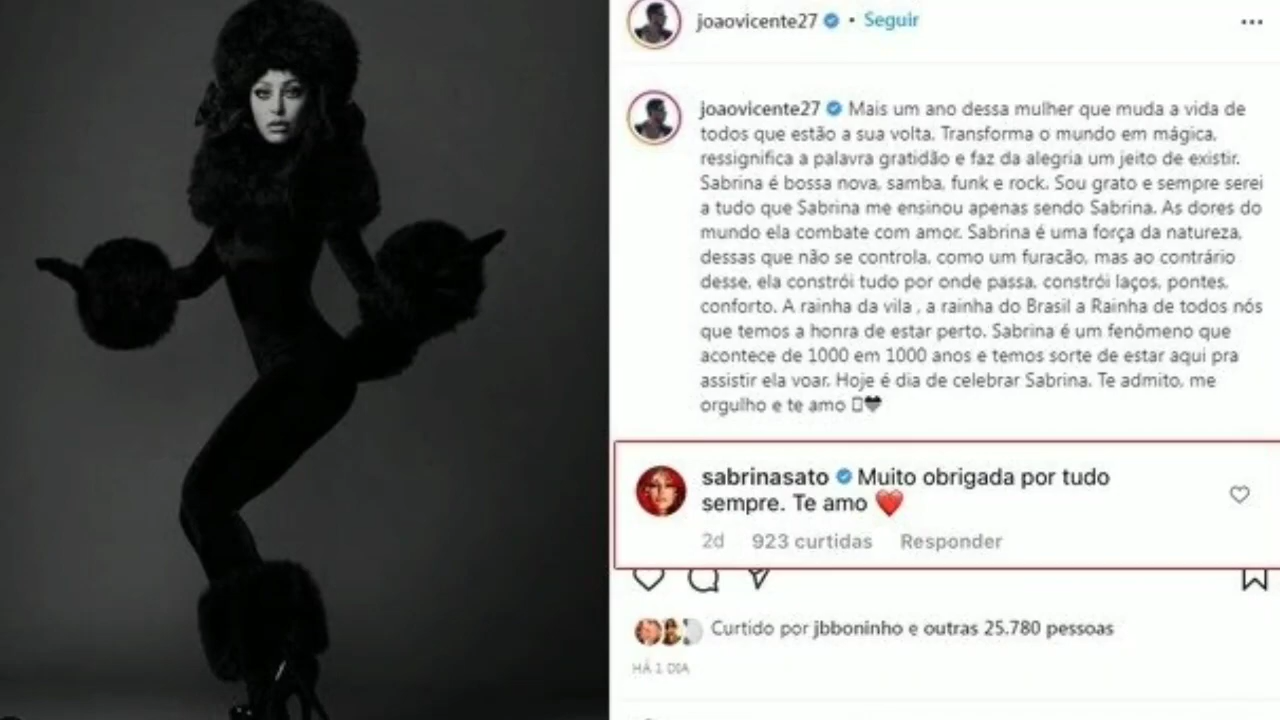 joaovicente27 • Seguir
joaovicente27 Mais um ano dessa mulher que muda a vida de
todos que estão a sua volta. Transforma o mundo em mágica,
ressignifica a palavra gratidão e faz da alegria um jeito de existir.
Sabrina é bossa nova, samba, funk e rock. Sou grato e sempre serei
a tudo que Sabrina me ensinou apenas sendo Sabrina. As dores do
mundo ela combate com amor. Sabrina é uma força da natureza,
dessas que não se controla, como um furacão, mas ao contrário
desse, ela constrói tudo por onde passa, constrói laços, pontes,
conforto. A rainha da vila , a rainha do Brasil a Rainha de todos nós
que temos a honra de estar perto. Sabrina é um fenômeno que
acontece de 1000 em 1000 anos e temos sorte de estar aqui pra
assistir ela voar. Hoje é dia de celebrar Sabrina. Te admito, me
orgulho e te amo 🖤
sabrinasato Muito obrigada por tudo
sempre. Te amo ❤️
2d 923 curtidas Responder
Curtido por jbboninho e outras 25.780 pessoas
HÁ 1 DIA